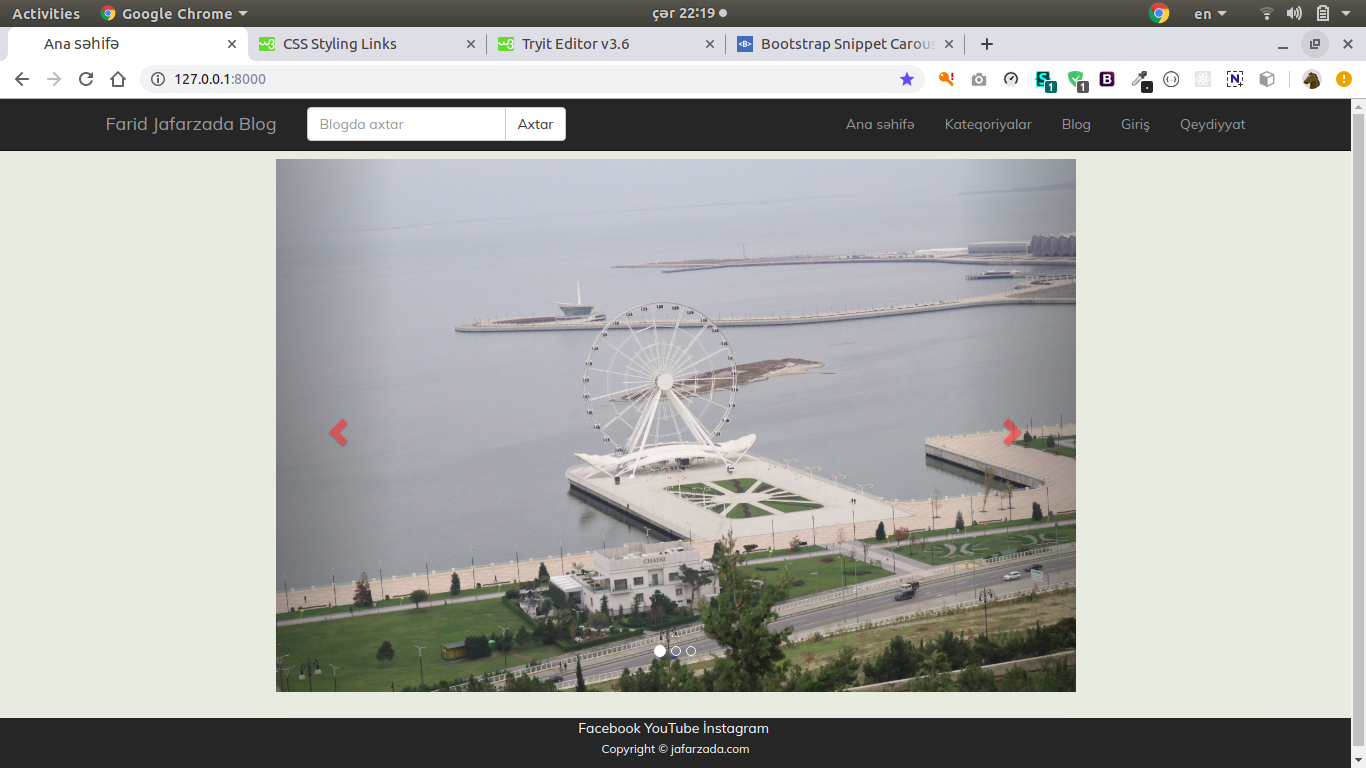 Activities Google Chrome çər 22:19 en
Ana səhifə CSS Styling Links Tryit Editor v3.6 Bootstrap Snippet Carous
127.0.0.1:8000
Farid Jafarzada Blog Blogda axtar Axtar Ana səhifə Kateqoriyalar Blog Giriş Qeydiyyat
CHAYKI
Facebook YouTube İnstagram
Copyright © jafarzada.com